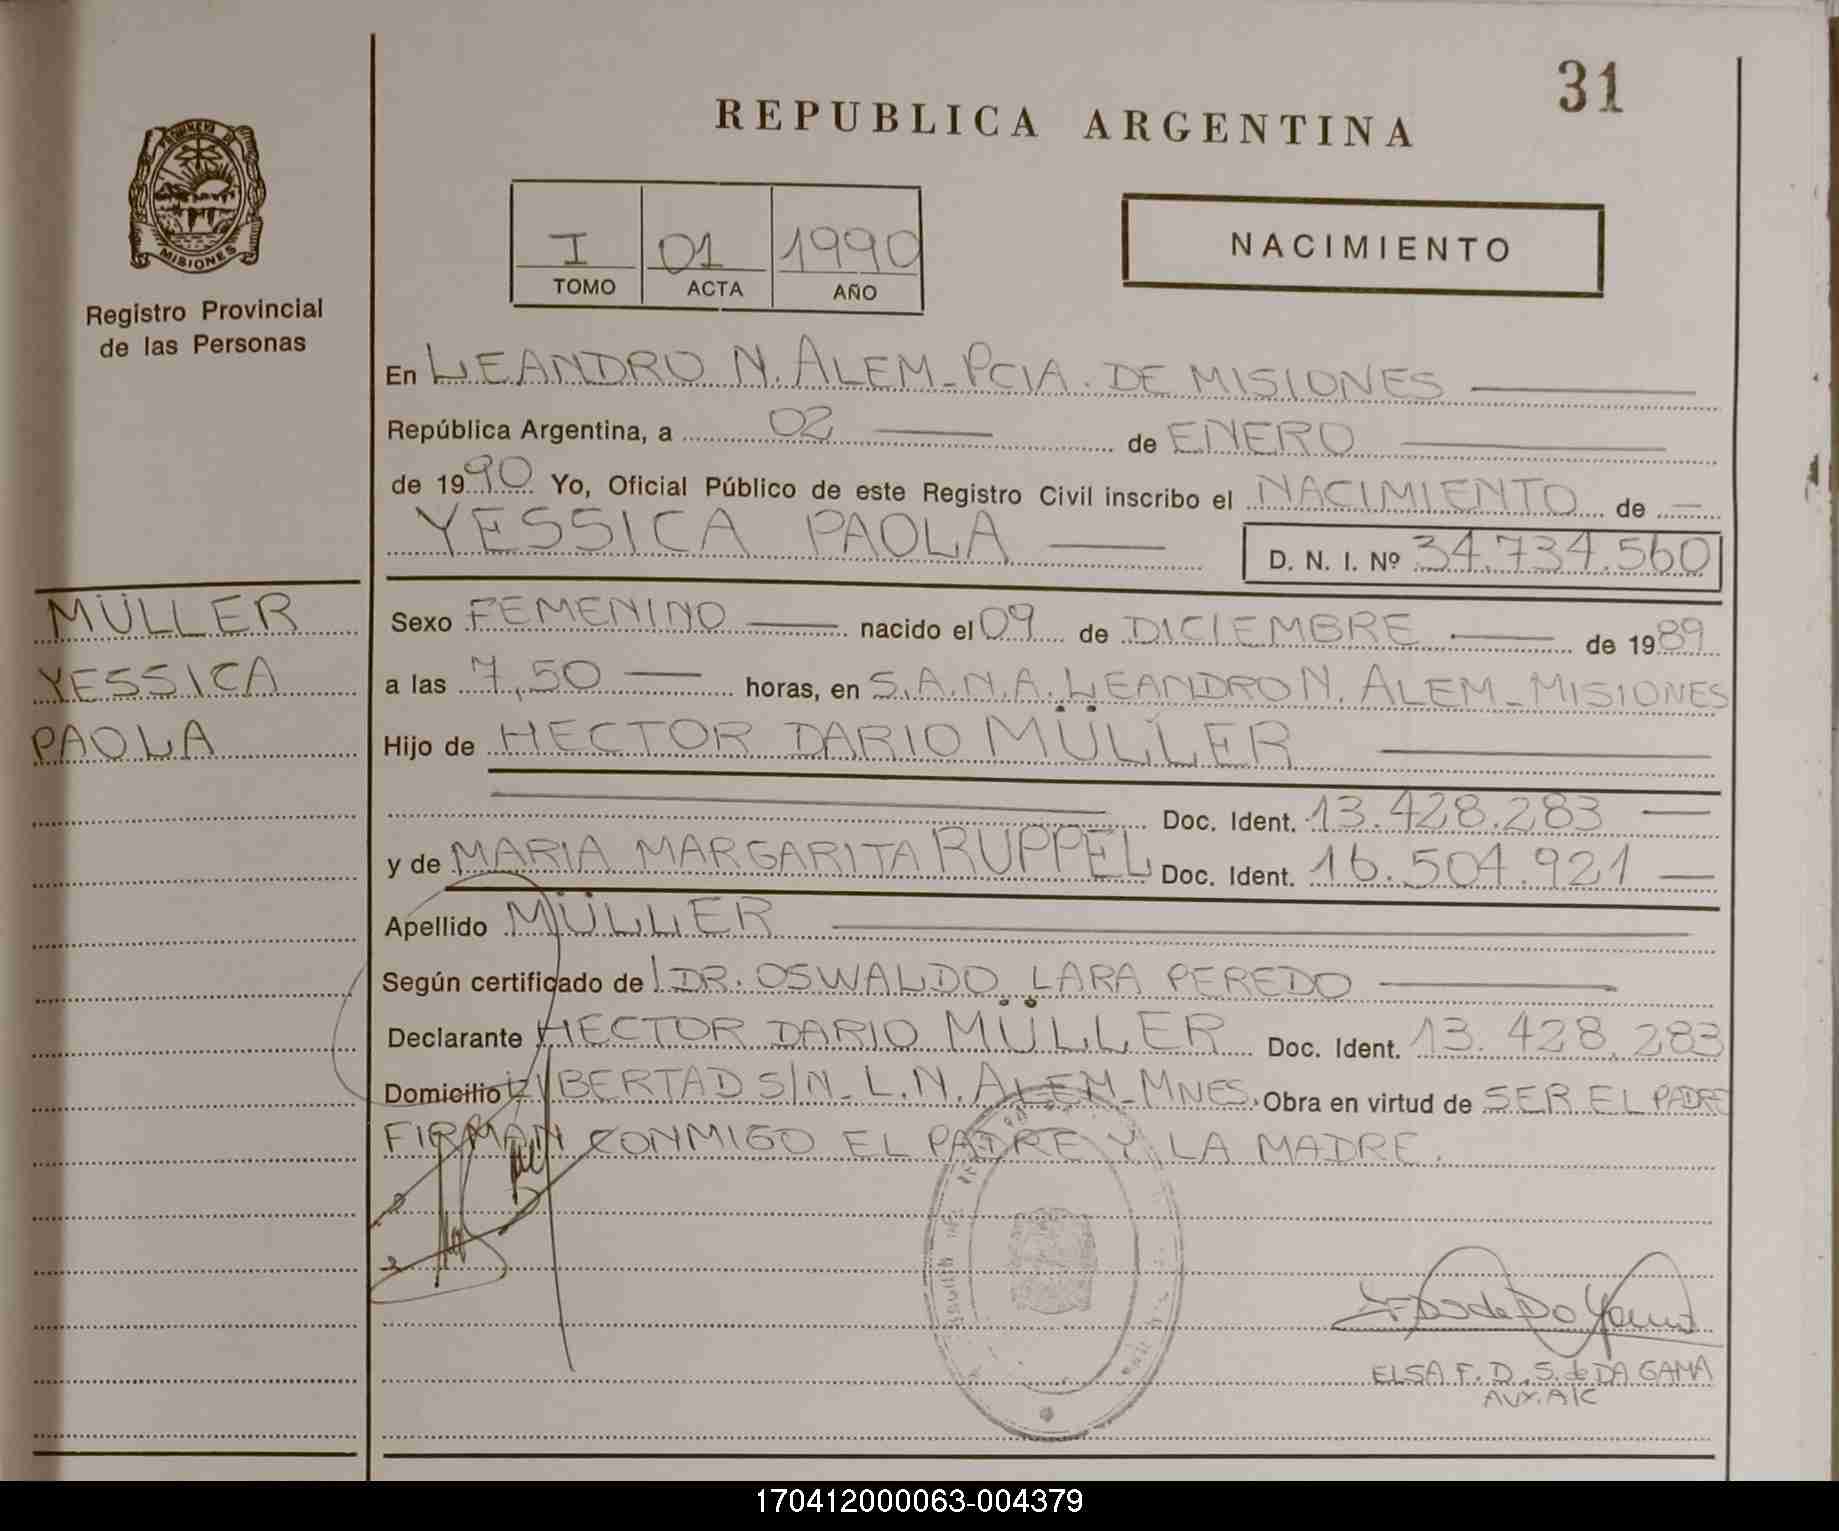 31
REPUBLICA ARGENTINA
PROVINCIA DE
MISIONES
Registro Provincial
de las Personas
I 01 1990
TOMO ACTA AÑO
NACIMIENTO
En LEANDRO N. ALEM_PCIA. DE MISIONES
República Argentina, a 02 de ENERO
de 1990 Yo, Oficial Público de este Registro Civil inscribo el NACIMIENTO de
YESSICA PAOLA D. N. I. Nº 34.734.560
MÜLLER
YESSICA
PAOLA
Sexo FEMENINO nacido el 09 de DICIEMBRE de 1989
a las 7,50 horas, en S.A.N.A. LEANDRO N. ALEM_MISIONES
Hijo de HECTOR DARIO MÜLLER
Doc. Ident. 13.428.283
y de MARIA MARGARITA RUPPEL Doc. Ident. 16.504.921
Apellido MÜLLER
Según certificado de DR. OSWALDO LARA PEREDO
Declarante HECTOR DARIO MÜLLER Doc. Ident. 13.428.283
Domicilio LIBERTAD S/N_L.N. ALEM_MNES. Obra en virtud de SER EL PADRE
FIRMAN CONMIGO EL PADRE Y LA MADRE.
ELSA F. D. S. de DA GAMA
AUX. A/C
170412000063-004379